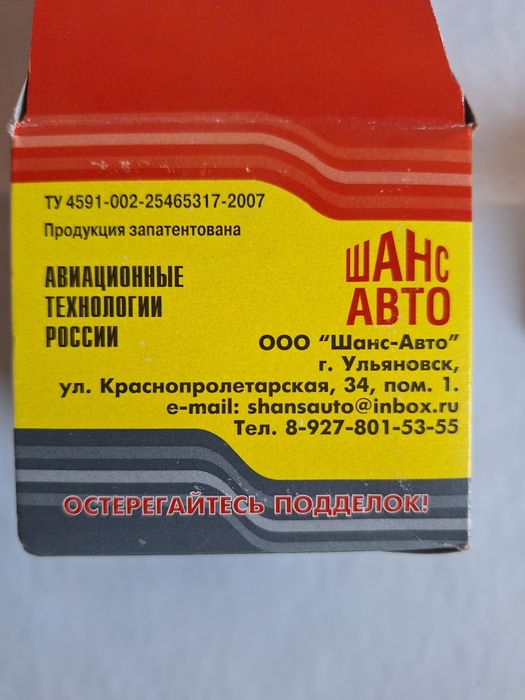 ТУ 4591-002-25465317-2007
Продукция запатентована
АВИАЦИОННЫЕ
ТЕХНОЛОГИИ
РОССИИ
ШАНС
АВТО
ООО "Шанс-Авто"
г. Ульяновск,
ул. Краснопролетарская, 34, пом. 1.
e-mail: shansauto@inbox.ru
Тел. 8-927-801-53-55
ОСТЕРЕГАЙТЕСЬ ПОДДЕЛОК!